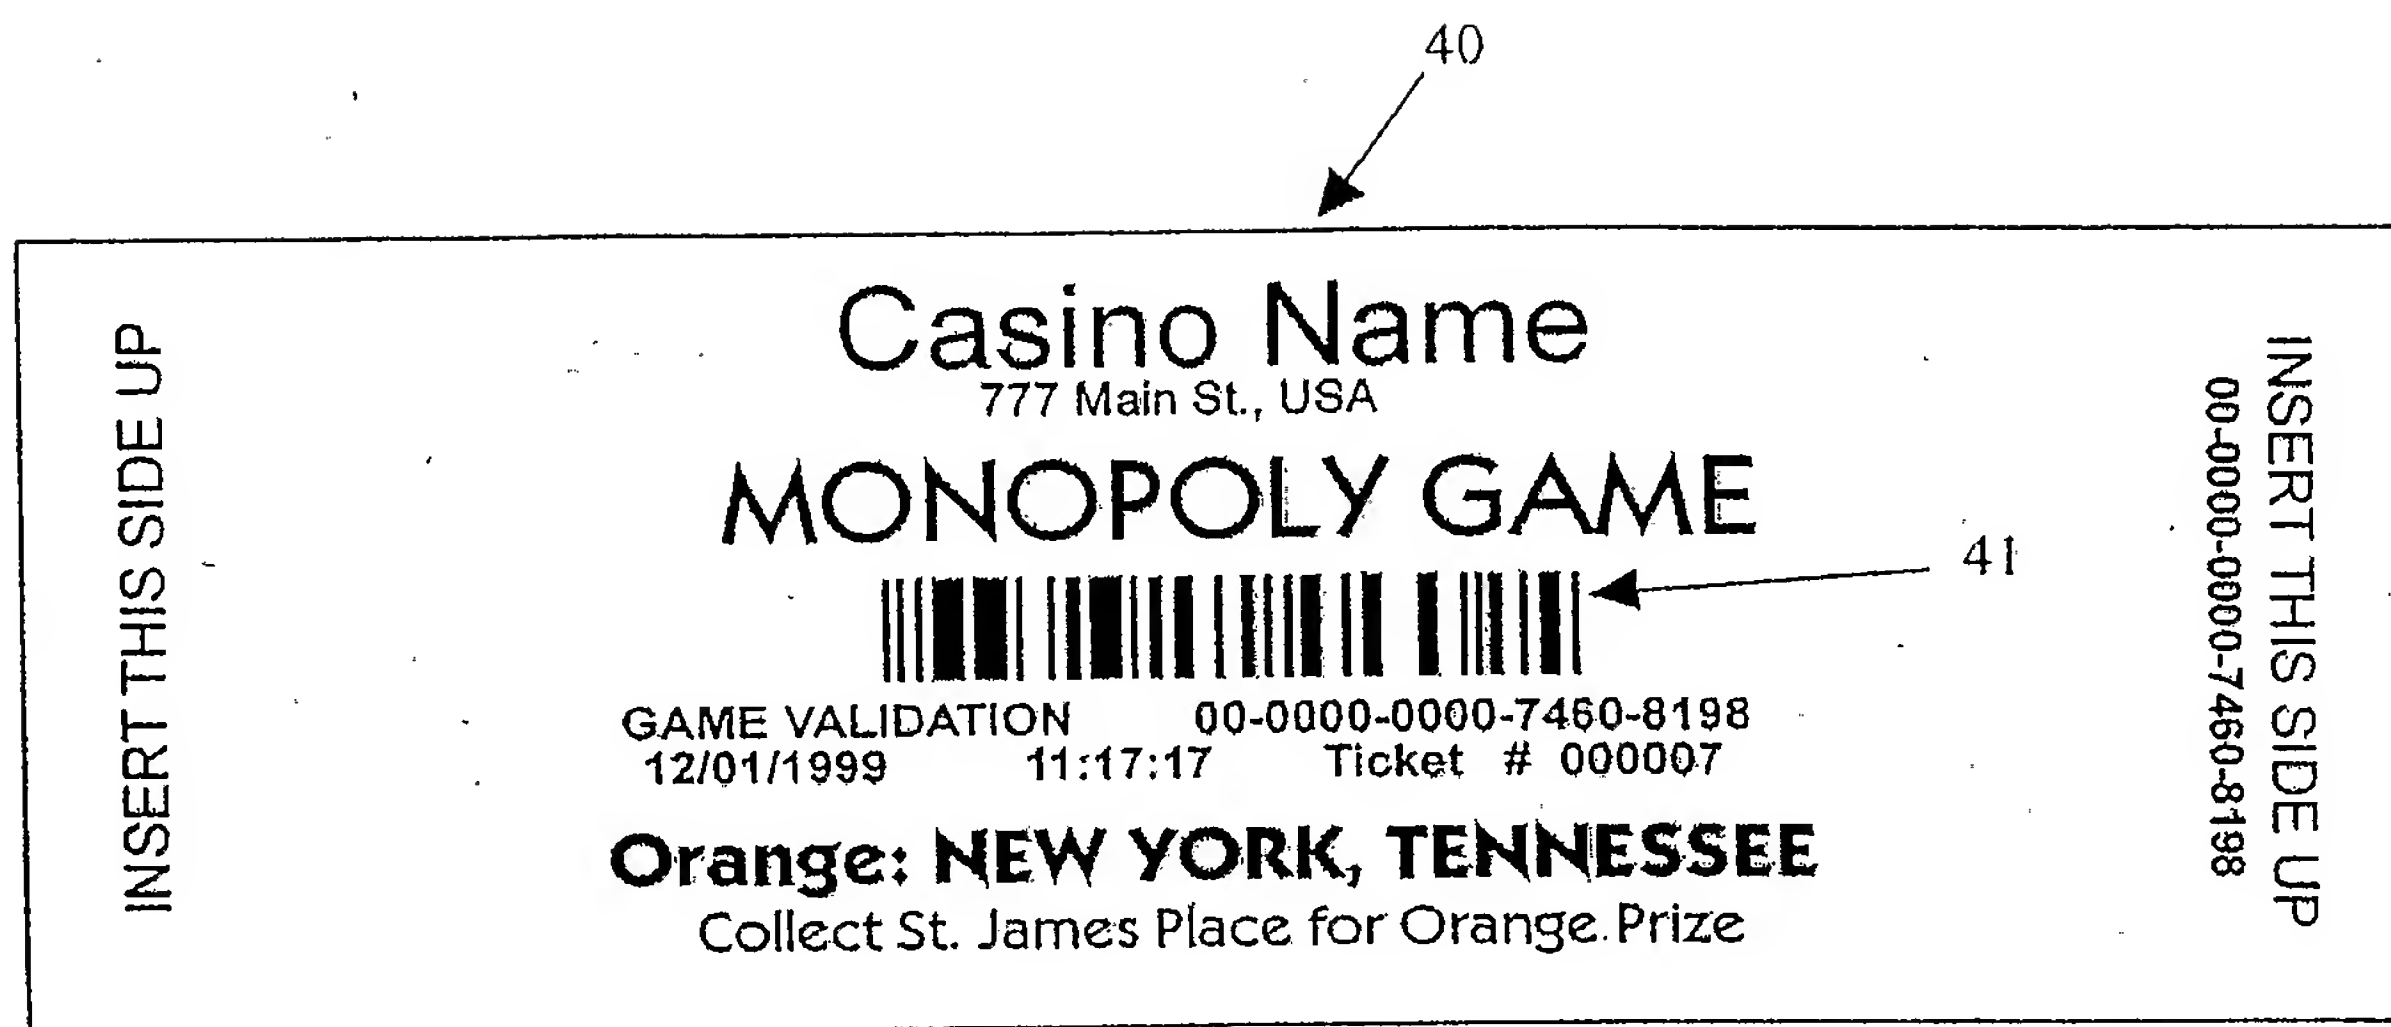 40
INSERT THIS SIDE UP
Casino Name
777 Main St., USA
MONOPOLY GAME
41
GAME VALIDATION 00-0000-0000-7460-8198
12/01/1999 11:17:17 Ticket # 000007
Orange: NEW YORK, TENNESSEE
Collect St. James Place for Orange Prize
00-0000-0000-7460-8198
INSERT THIS SIDE UP